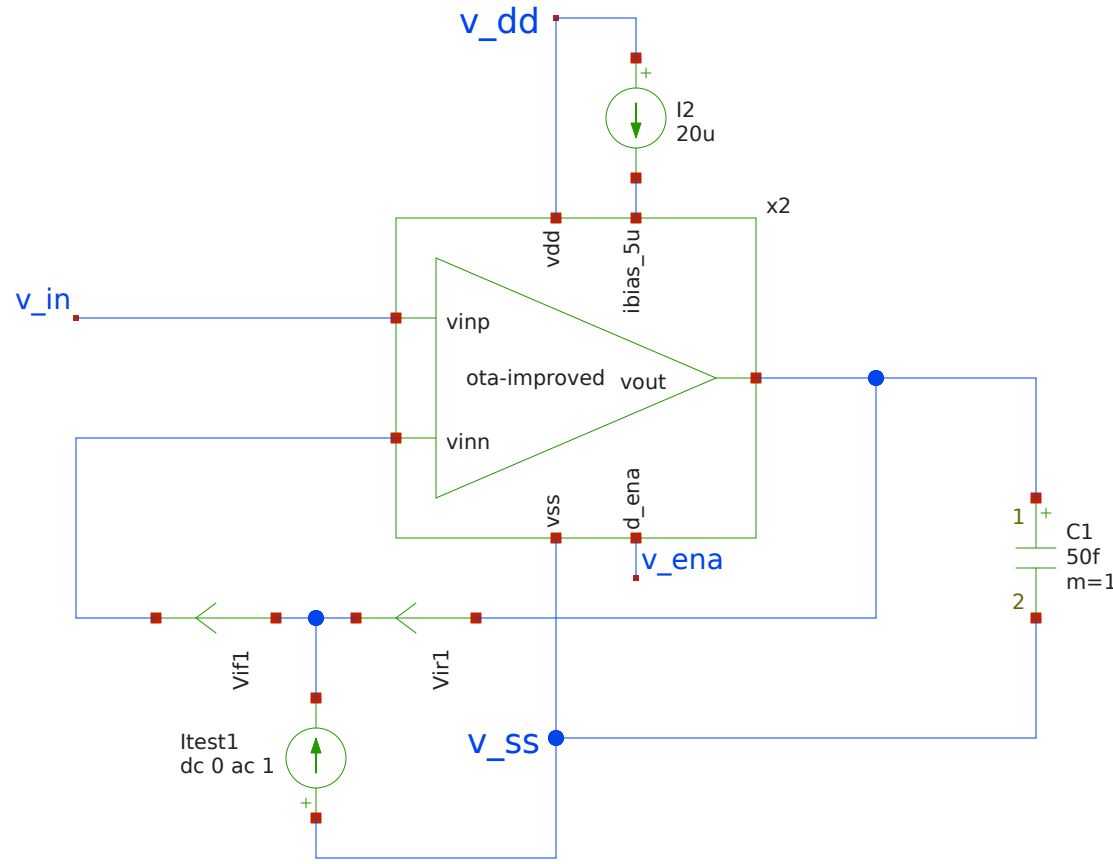 v_dd
+
I2
20u
x2
vdd
ibias_5u
v_in
vinp
ota-improved
vout
vinn
vss
d_ena
v_ena
1
+
C1
50f
m=1
2
Vif1
Vir1
Itest1
dc 0 ac 1
v_ss
+